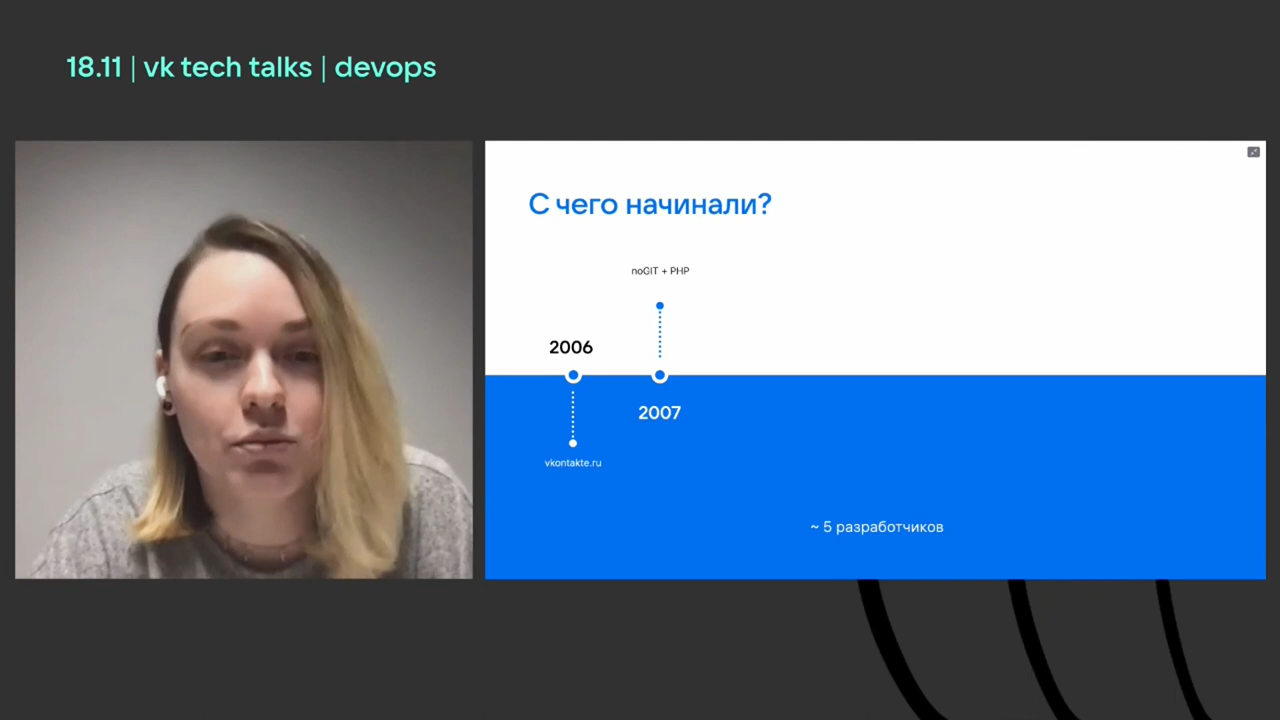 18.11 | vk tech talks | devops
С чего начинали?
noGIT + PHP
2006
2007
vkontakte.ru
~ 5 разработчиков